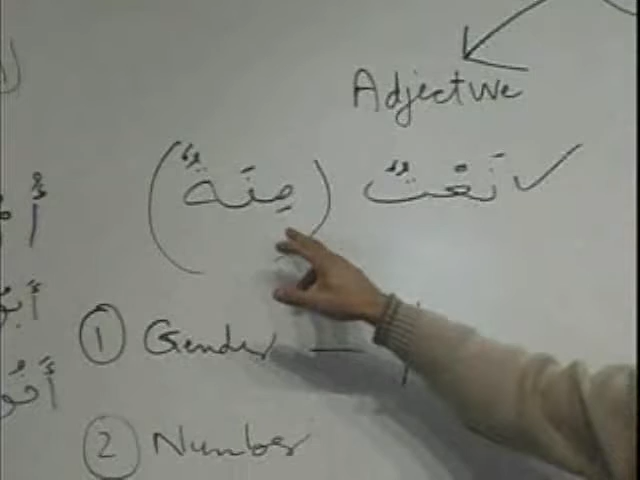 Adjective
✓ نَعْتٌ (صِفَةٌ)
1 Gender —
2 Number